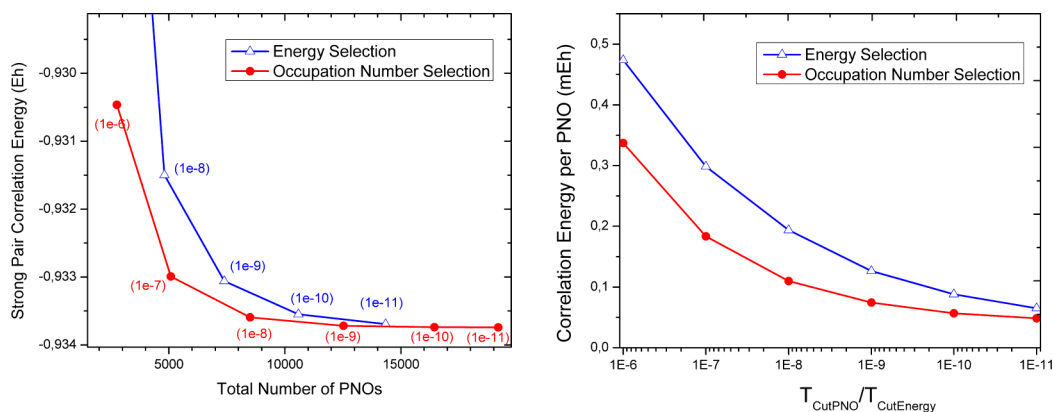 Strong Pair Correlation Energy (Eh)
-0,930
-0,931
-0,932
-0,933
-0,934
Energy Selection
Occupation Number Selection
(1e-6)
(1e-8)
(1e-9)
(1e-7)
(1e-10)
(1e-11)
(1e-8)
(1e-9)
(1e-10)
(1e-11)
5000
10000
15000
Total Number of PNOs
Correlation Energy per PNO (mEh)
0,5
0,4
0,3
0,2
0,1
0,0
Energy Selection
Occupation Number Selection
1E-6
1E-7
1E-8
1E-9
1E-10
1E-11
TCutPNO/TCutEnergy